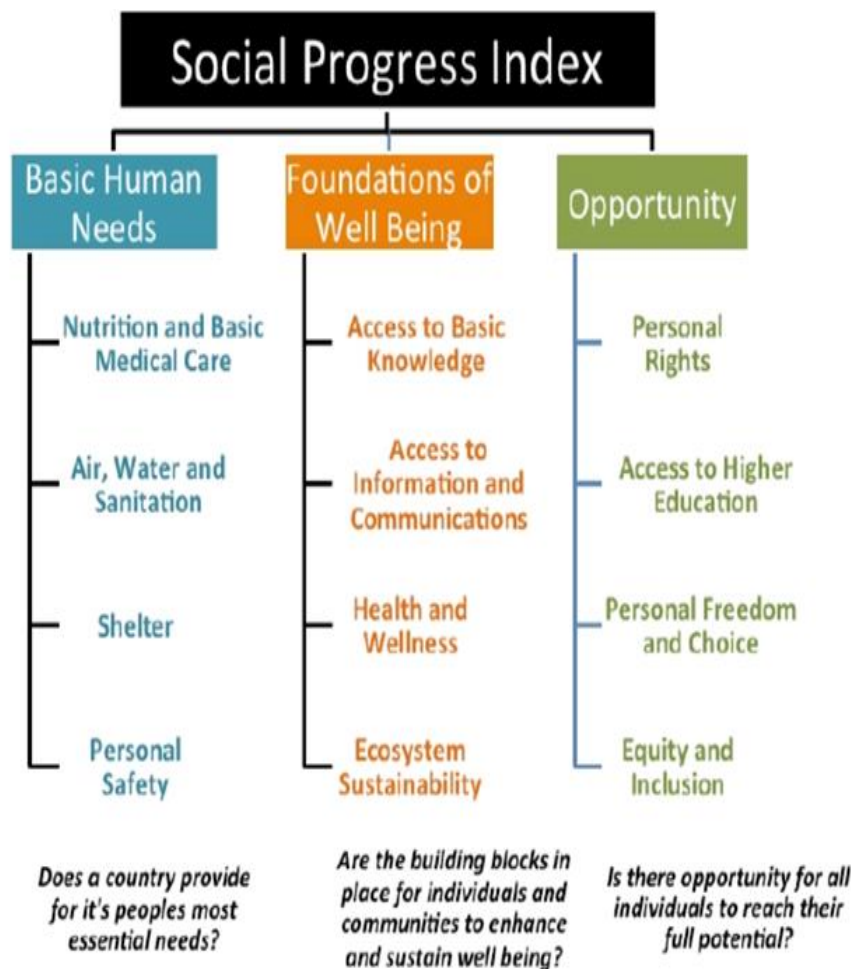 Social Progress Index
Basic Human
Needs
Nutrition and Basic
Medical Care
Air, Water and
Sanitation
Shelter
Personal
Safety
Does a country provide
for it's peoples most
essential needs?
Foundations of
Well Being
Access to Basic
Knowledge
Access to
Information and
Communications
Health and
Wellness
Ecosystem
Sustainability
Are the building blocks in
place for individuals and
communities to enhance
and sustain well being?
Opportunity
Personal
Rights
Access to Higher
Education
Personal Freedom
and Choice
Equity and
Inclusion
Is there opportunity for all
individuals to reach their
full potential?